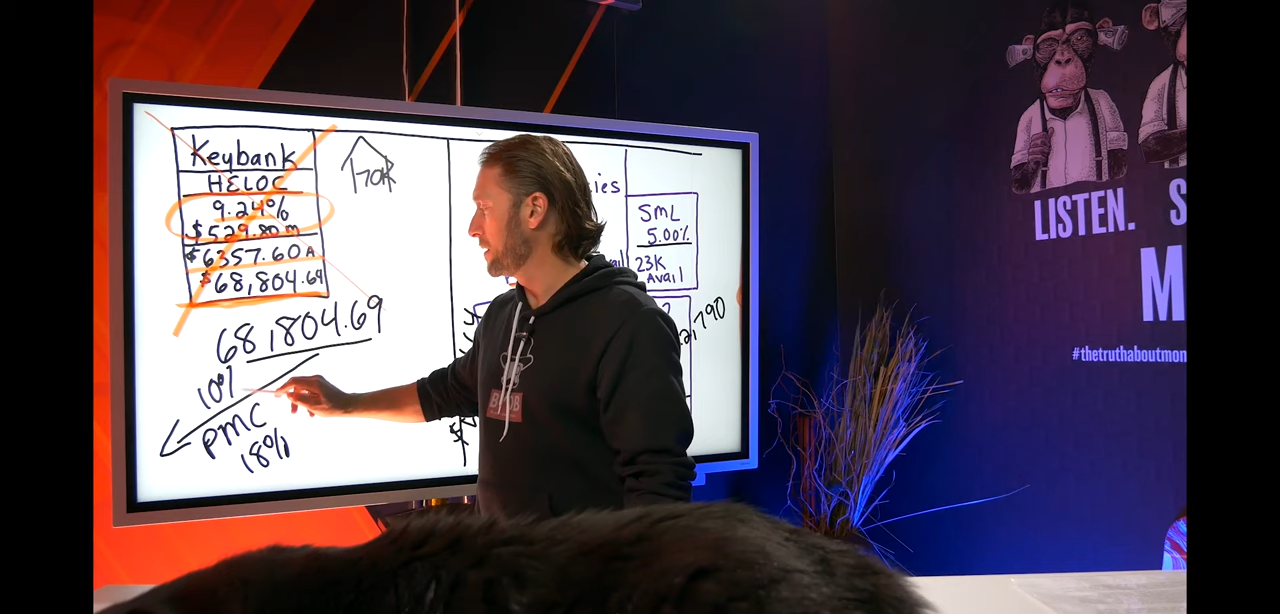 Keybank
HELOC
9.24%
$529.80 m
$6357.60 A
$68,804.69
68,804.69
10%
PMC
18%
ies
SML
5.00%
23K
Avail
2,790
LISTEN.
S
M
#thetruthaboutmon